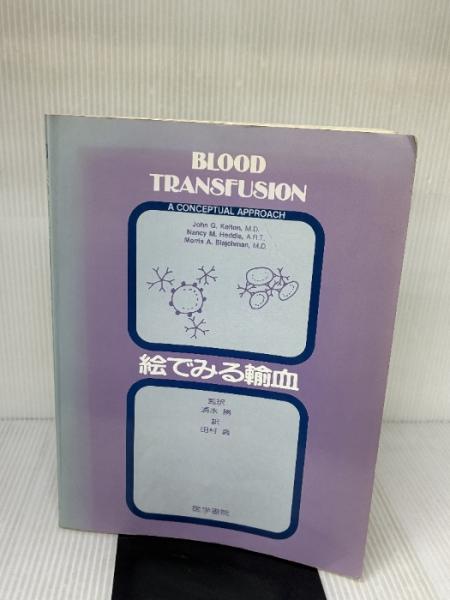 BLOOD
TRANSFUSION
A CONCEPTUAL APPROACH
John G. Kelton, M.D.
Nancy M. Heddle, A.R.T.
Morris A. Blajchman, M.D.
絵でみる輸血
監訳
清水 勝
訳
田村 眞
医学書院